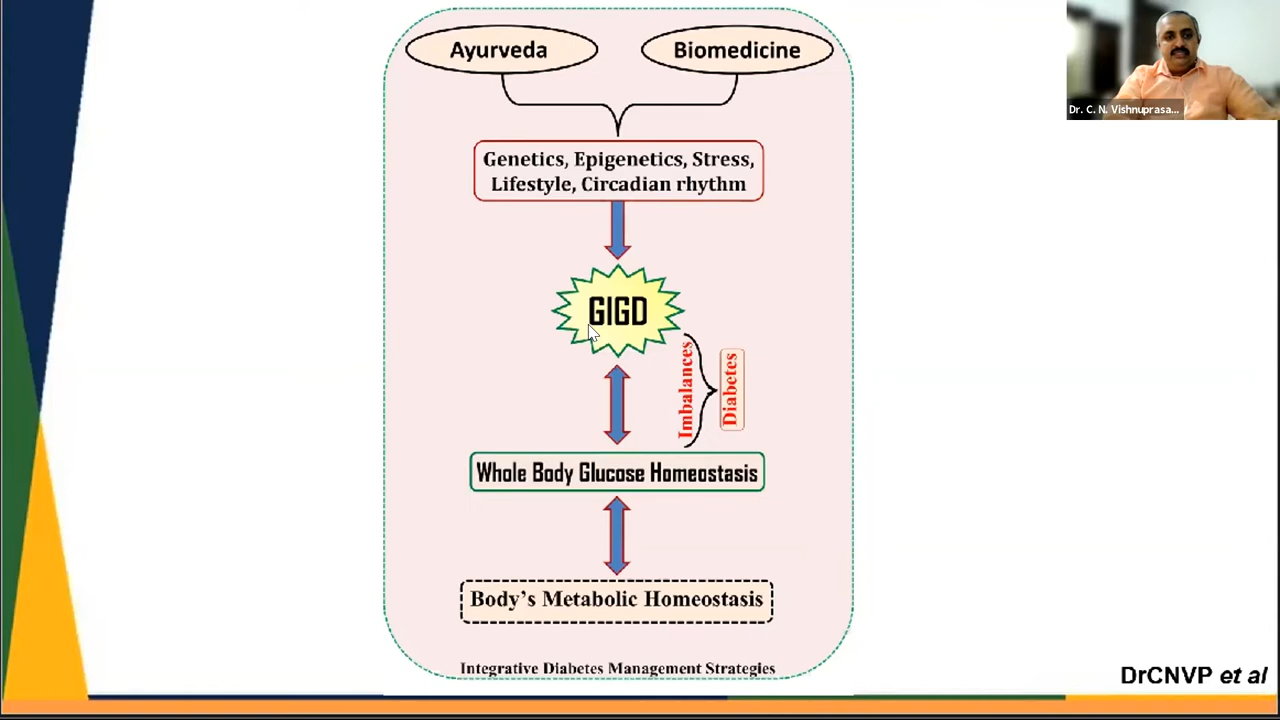 Ayurveda
Biomedicine
Genetics, Epigenetics, Stress,
Lifestyle, Circadian rhythm
GIGD
Imbalances
Diabetes
Whole Body Glucose Homeostasis
Body's Metabolic Homeostasis
Integrative Diabetes Management Strategies
DrCNVP et al
Dr. C. N. Vishnuprasa...